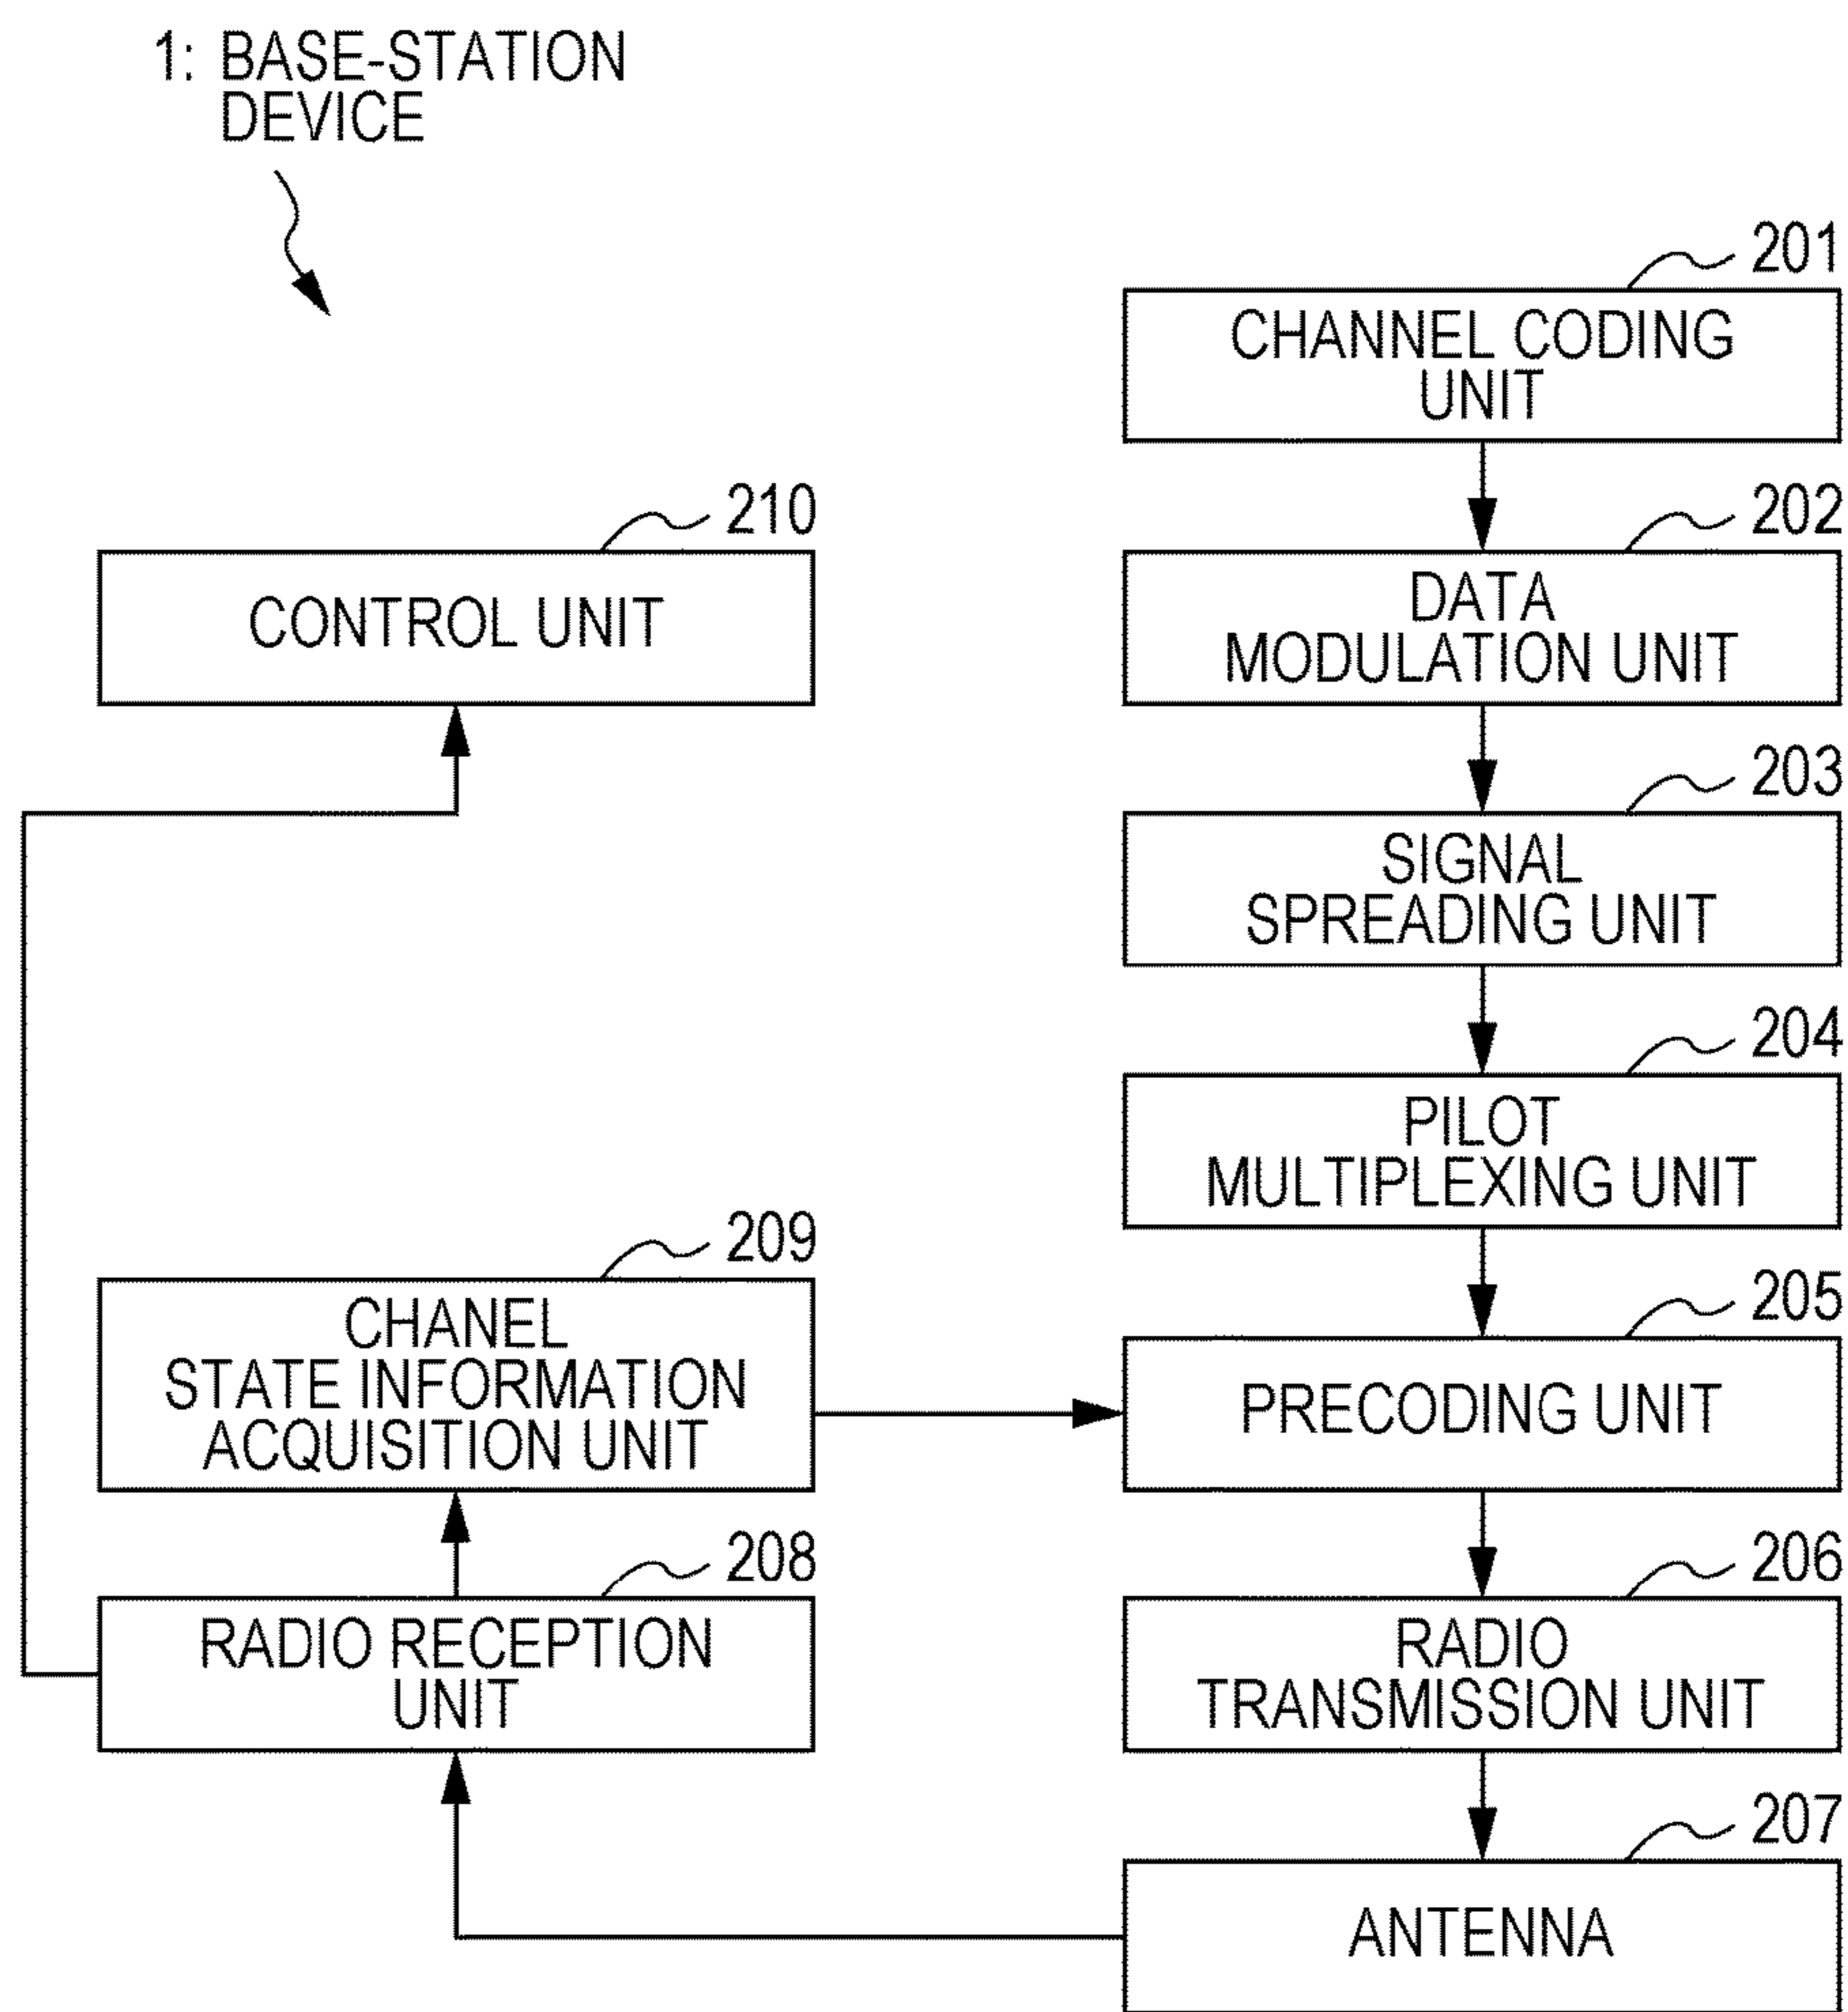 1: BASE-STATION
DEVICE
201
CHANNEL CODING
UNIT
210
CONTROL UNIT
202
DATA
MODULATION UNIT
203
SIGNAL
SPREADING UNIT
204
PILOT
MULTIPLEXING UNIT
209
CHANEL
STATE INFORMATION
ACQUISITION UNIT
205
PRECODING UNIT
208
RADIO RECEPTION
UNIT
206
RADIO
TRANSMISSION UNIT
207
ANTENNA